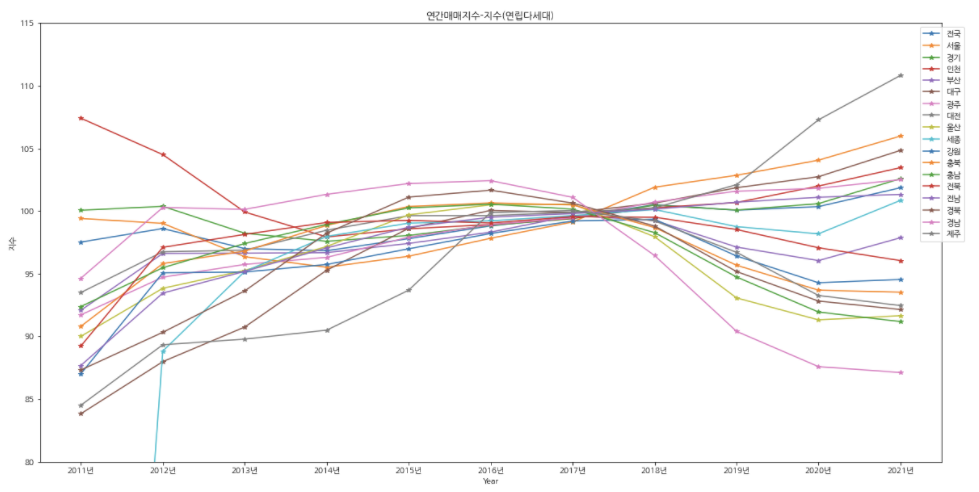 연간매매지수-지수(연립다세대)
115
110
105
100
95
90
85
80
지수
2011년
2012년
2013년
2014년
2015년
2016년
2017년
2018년
2019년
2020년
2021년
Year
전국
서울
경기
인천
부산
대구
광주
대전
울산
세종
강원
충북
충남
전북
전남
경북
경남
제주